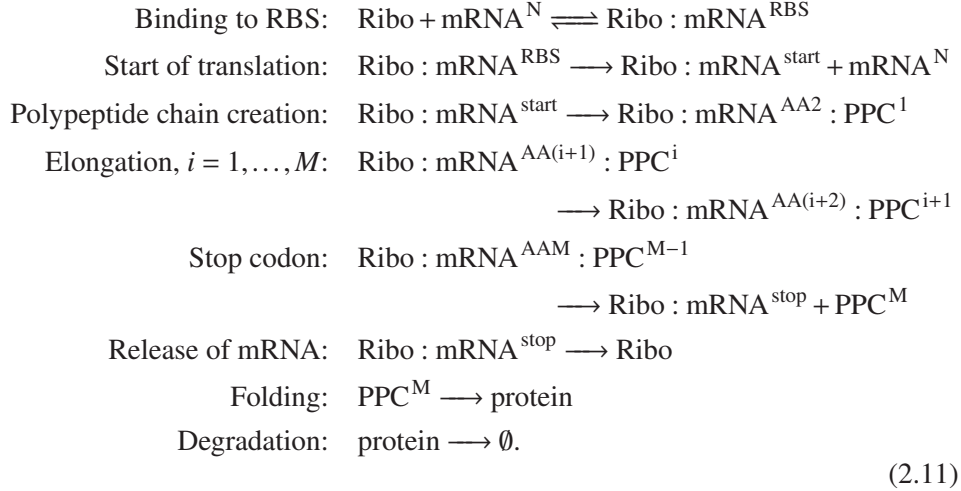 Binding to RBS: Ribo + mRNA^N ⇌ Ribo : mRNA^RBS
Start of translation: Ribo : mRNA^RBS ⟶ Ribo : mRNA^start + mRNA^N
Polypeptide chain creation: Ribo : mRNA^start ⟶ Ribo : mRNA^AA2 : PPC^1
Elongation, i = 1,…,M: Ribo : mRNA^AA(i+1) : PPC^i
⟶ Ribo : mRNA^AA(i+2) : PPC^i+1
Stop codon: Ribo : mRNA^AAM : PPC^M−1
⟶ Ribo : mRNA^stop + PPC^M
Release of mRNA: Ribo : mRNA^stop ⟶ Ribo
Folding: PPC^M ⟶ protein
Degradation: protein ⟶ ∅.
(2.11)